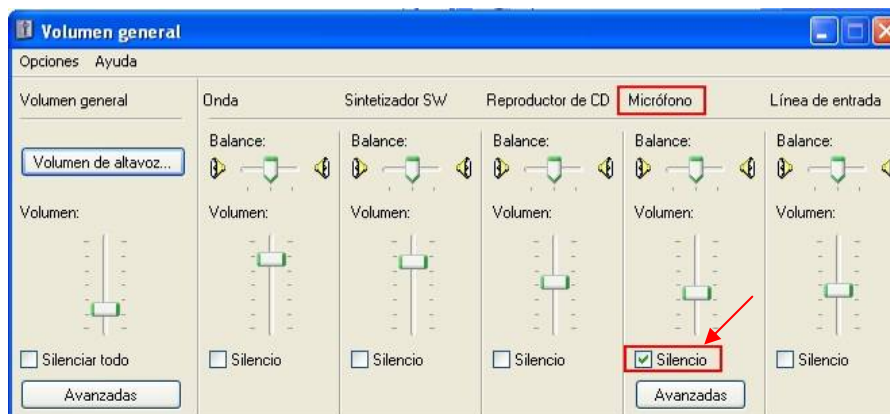 Volumen general
Opciones Ayuda
Volumen general Onda Sintetizador SW Reproductor de CD Micrófono Línea de entrada
Balance: Balance: Balance: Balance: Balance:
Volumen de altavoz...
Volumen: Volumen: Volumen: Volumen: Volumen: Volumen:
Silenciar todo Silencio Silencio Silencio Silencio Silencio
Avanzadas Avanzadas